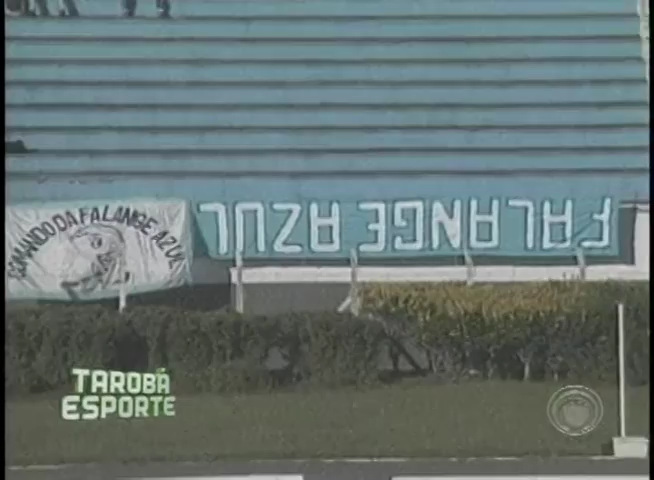 COMANDO DA FALANGE AZUL
FALANGE AZUL
TAROBÁ
ESPORTE